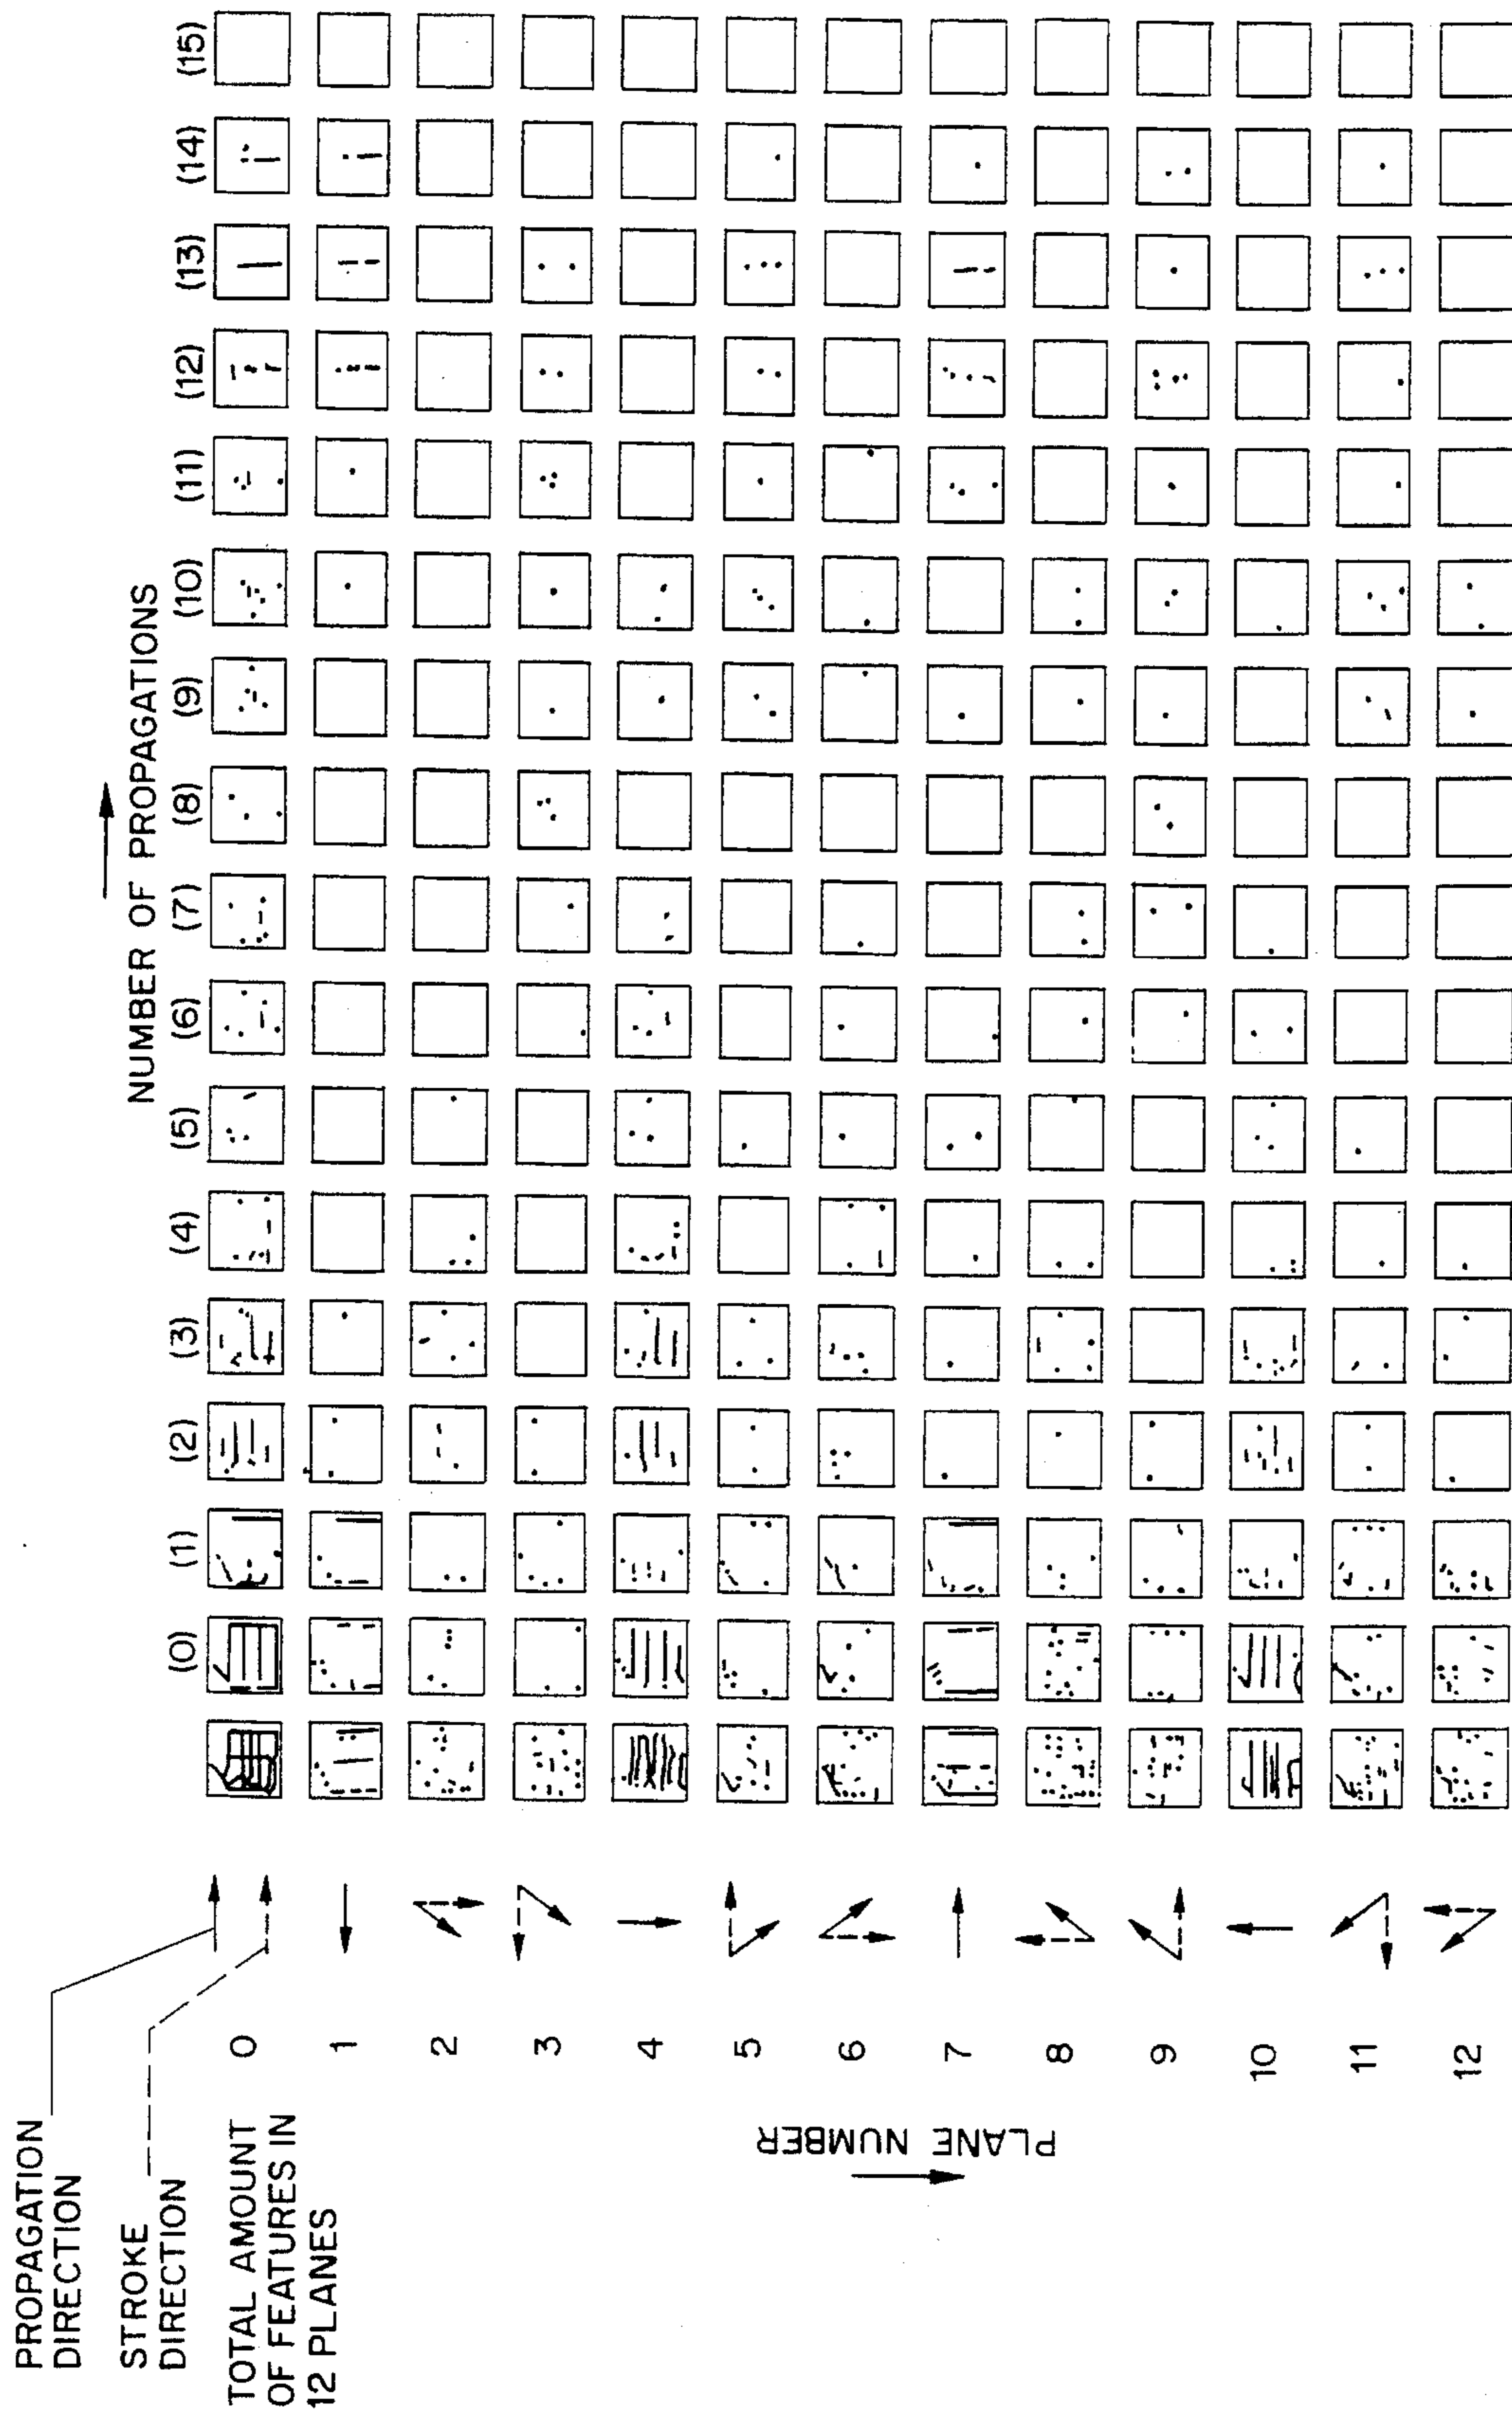 PROPAGATION
DIRECTION
STROKE
DIRECTION
TOTAL AMOUNT
OF FEATURES IN
12 PLANES
NUMBER OF PROPAGATIONS
(0) (1) (2) (3) (4) (5) (6) (7) (8) (9) (10) (11) (12) (13) (14) (15)
PLANE NUMBER
0
1
2
3
4
5
6
7
8
9
10
11
12